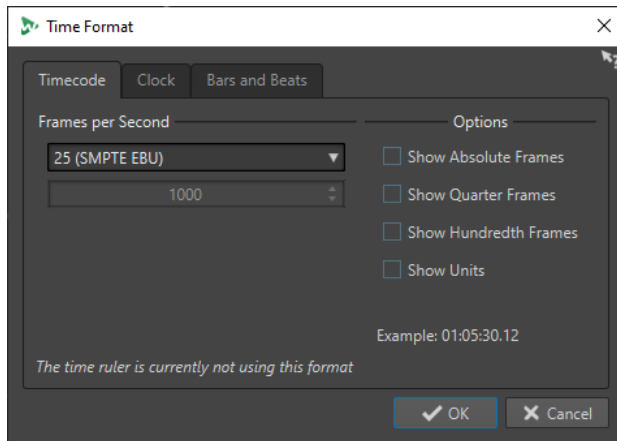 Time Format
Timecode
Clock
Bars and Beats
Frames per Second
25 (SMPTE EBU)
1000
Options
Show Absolute Frames
Show Quarter Frames
Show Hundredth Frames
Show Units
Example: 01:05:30.12
The time ruler is currently not using this format
OK
Cancel